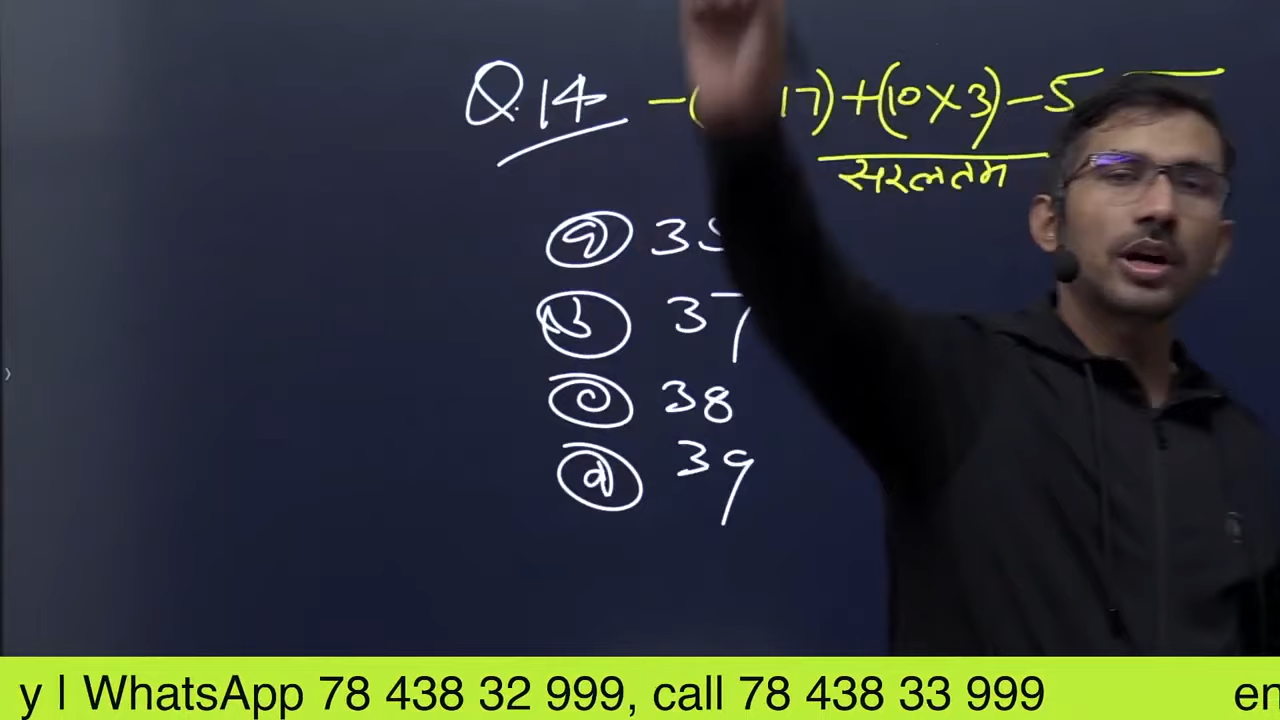 Q.14 -( 17)+(10×3)-5
सरलतम
(a) 35
(b) 37
(c) 38
(d) 39
y | WhatsApp 78 438 32 999, call 78 438 33 999 en